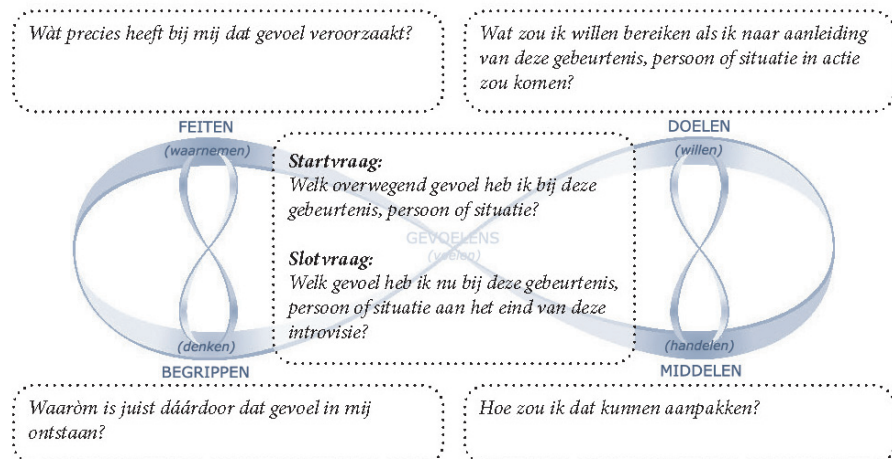 Wàt precies heeft bij mij dat gevoel veroorzaakt?
Wat zou ik willen bereiken als ik naar aanleiding
van deze gebeurtenis, persoon of situatie in actie
zou komen?
FEITEN
(waarnemen)
DOELEN
(willen)
Startvraag:
Welk overwegend gevoel heb ik bij deze
gebeurtenis, persoon of situatie?
GEVOELENS
(voelen)
Slotvraag:
Welk gevoel heb ik nu bij deze gebeurtenis,
persoon of situatie aan het eind van deze
introvisie?
(denken)
BEGRIPPEN
(handelen)
MIDDELEN
Waaròm is juist dáárdoor dat gevoel in mij
ontstaan?
Hoe zou ik dat kunnen aanpakken?